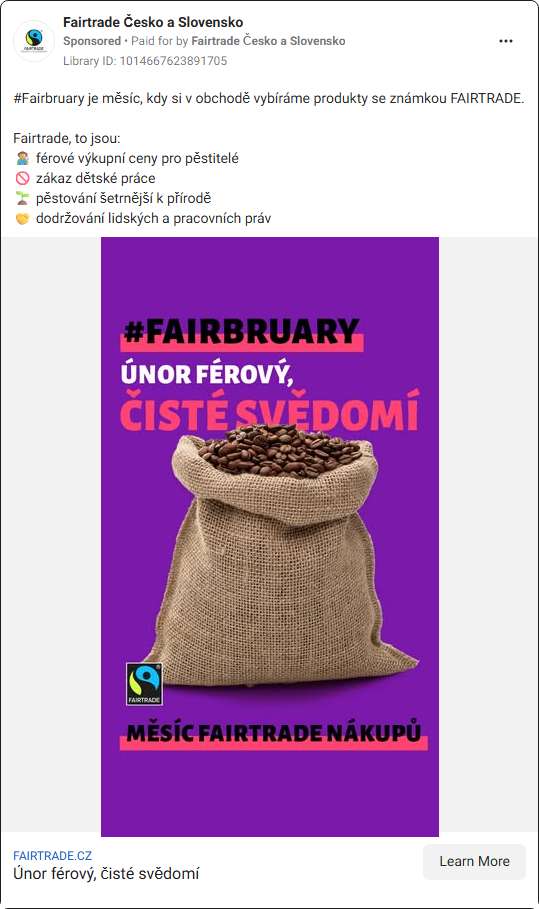 Fairtrade Česko a Slovensko
Sponsored • Paid for by Fairtrade Česko a Slovensko
Library ID: 1014667623891705
#Fairbruary je měsíc, kdy si v obchodě vybíráme produkty se známkou FAIRTRADE.
Fairtrade, to jsou:
férové výkupní ceny pro pěstitelé
zákaz dětské práce
pěstování šetrnější k přírodě
dodržování lidských a pracovních práv
#FAIRBRUARY
ÚNOR FÉROVÝ,
ČISTÉ SVĚDOMÍ
FAIRTRADE
MĚSÍC FAIRTRADE NÁKUPŮ
FAIRTRADE.CZ
Únor férový, čisté svědomí
Learn More